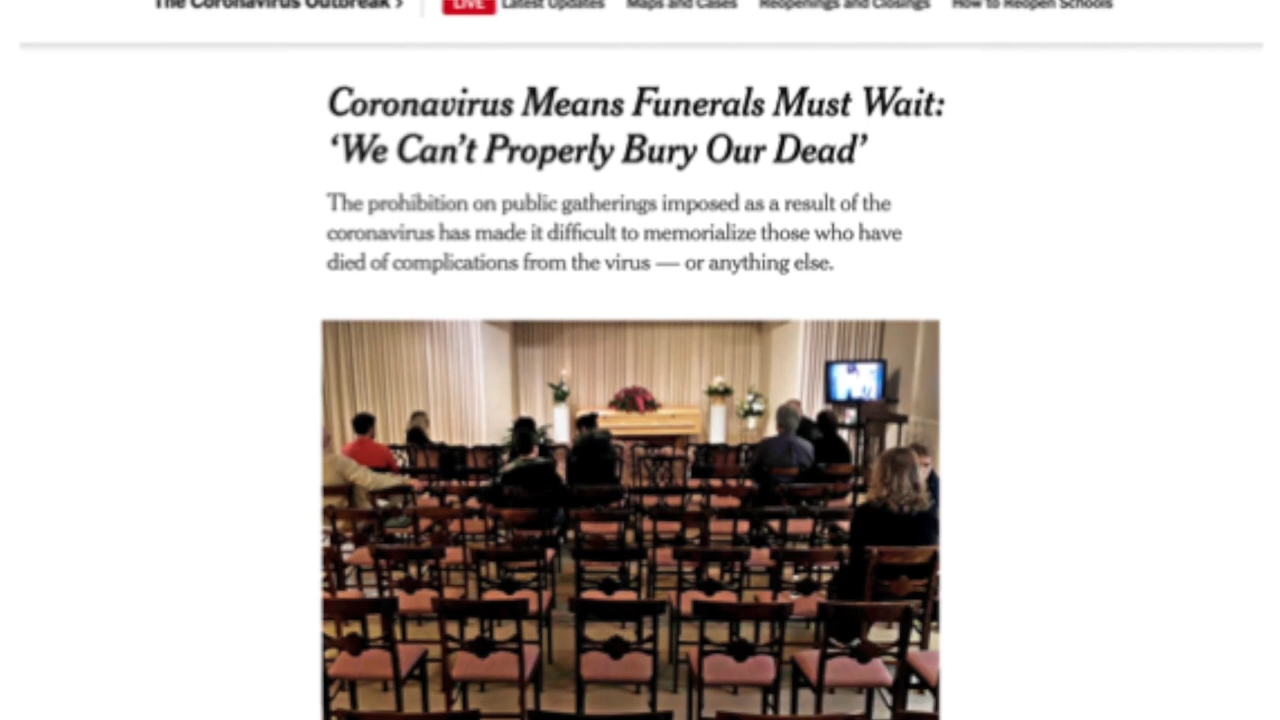 The Coronavirus Outbreak › LIVE Latest Updates Maps and Cases Reopenings and Closings How to Reopen Schools
Coronavirus Means Funerals Must Wait:
‘We Can’t Properly Bury Our Dead’
The prohibition on public gatherings imposed as a result of the
coronavirus has made it difficult to memorialize those who have
died of complications from the virus — or anything else.